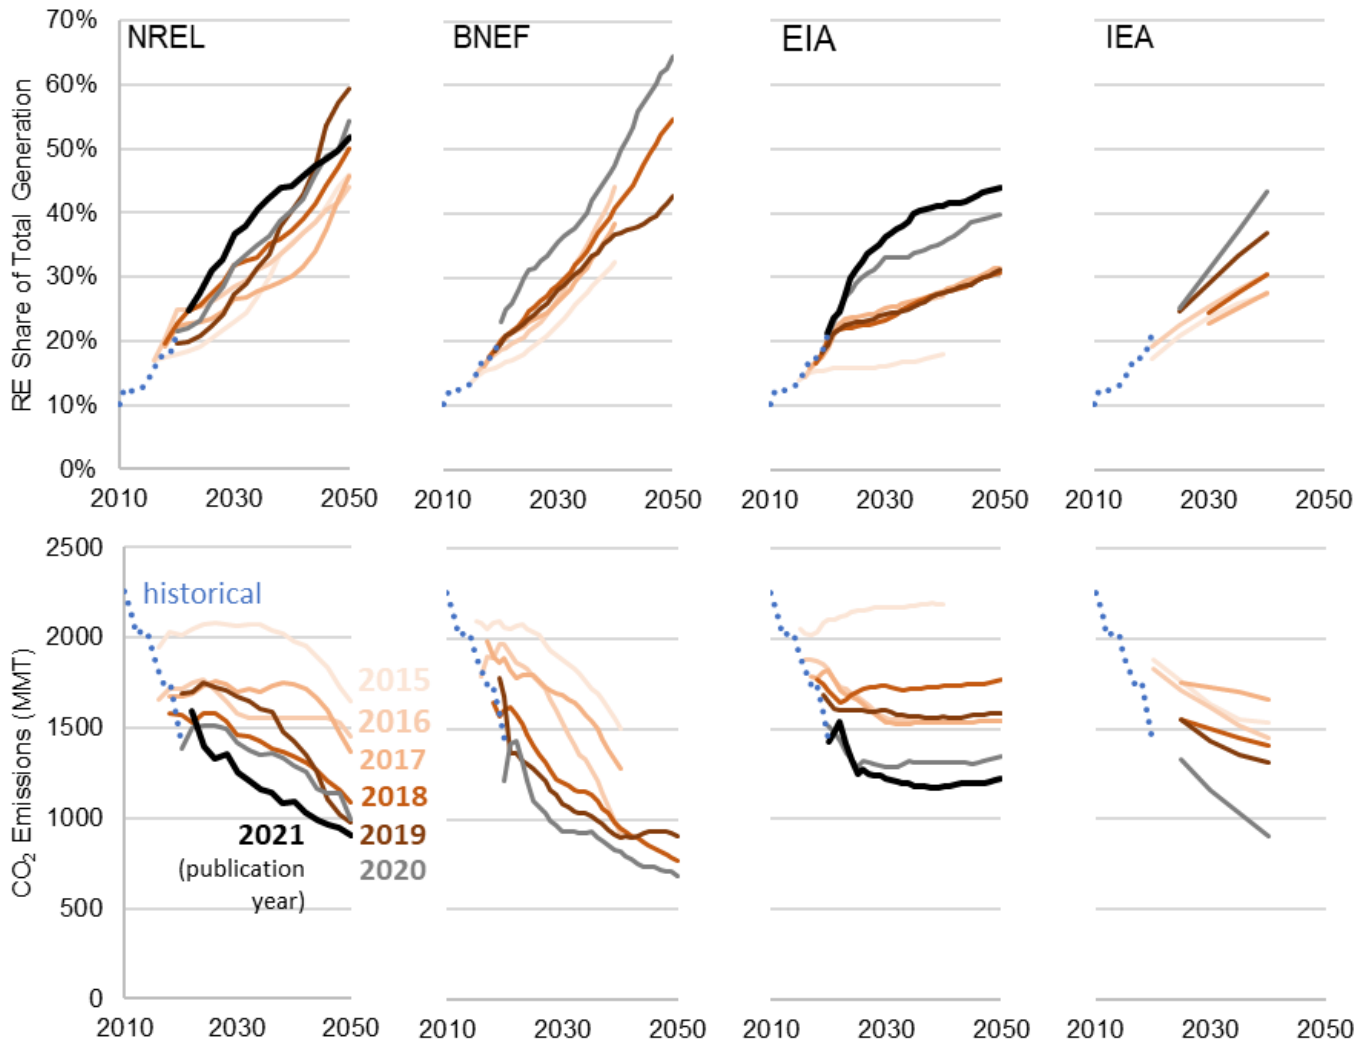 NREL
BNEF
EIA
IEA
RE Share of Total Generation
70%
60%
50%
40%
30%
20%
10%
0%
2010 2030 2050
2010 2030 2050
2010 2030 2050
2010 2030 2050
CO₂ Emissions (MMT)
2500
2000
1500
1000
500
0
historical
2015
2016
2017
2018
2019
2020
2021
(publication
year)
2010 2030 2050
2010 2030 2050
2010 2030 2050
2010 2030 2050